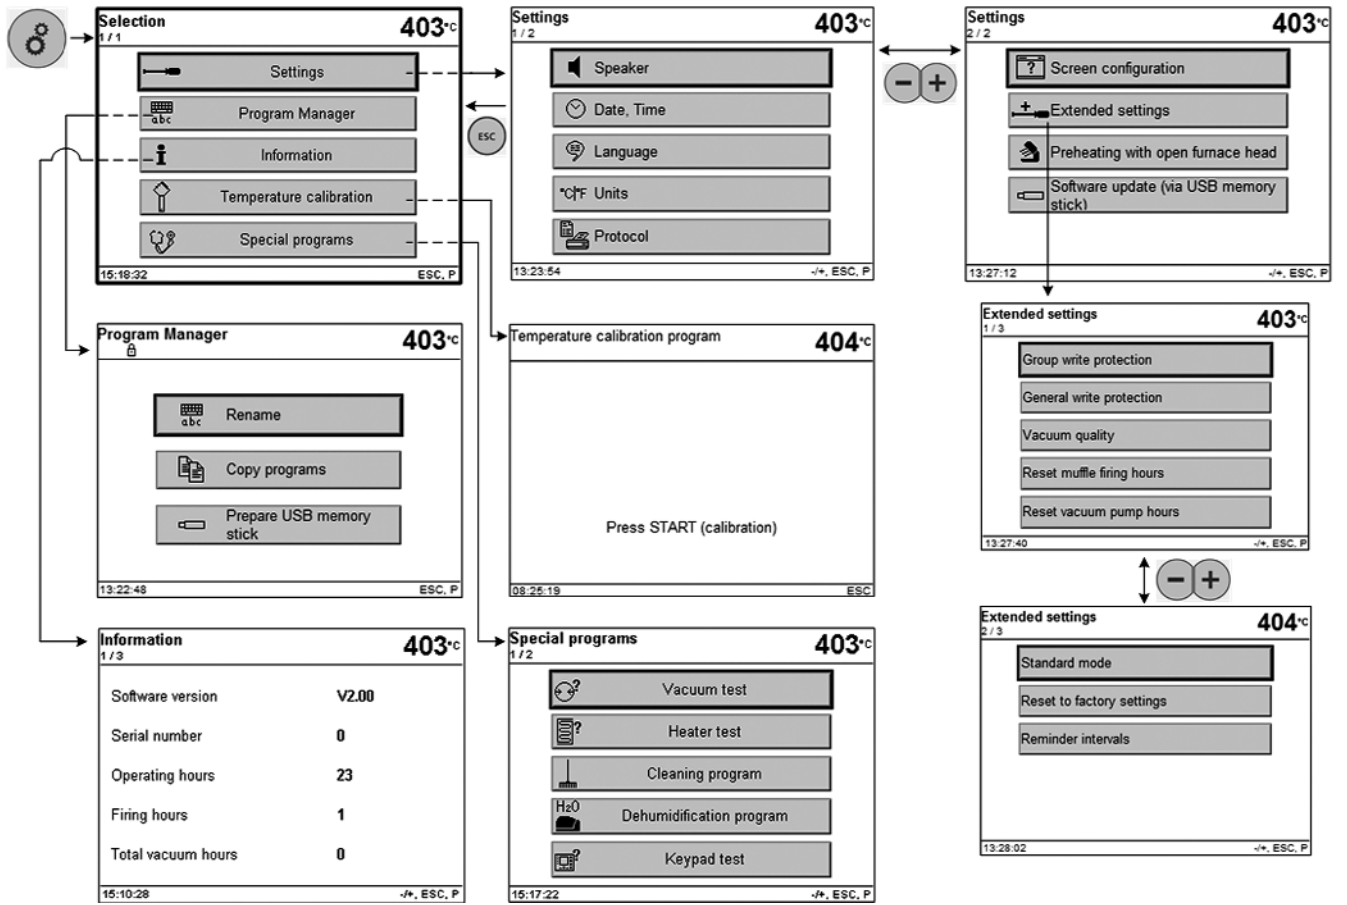 Selection
1 / 1
403°C
Settings
abc
Program Manager
Information
Temperature calibration
Special programs
15:18:32
ESC, P
Settings
1 / 2
403°C
Speaker
Date, Time
Language
°C|°F Units
Protocol
13:23:54
-/+, ESC, P
ESC
- +
Settings
2 / 2
403°C
? Screen configuration
+ Extended settings
Preheating with open furnace head
Software update (via USB memory
stick)
13:27:12
-/+, ESC, P
Program Manager
403°C
abc
Rename
Copy programs
Prepare USB memory
stick
13:22:48
ESC, P
Temperature calibration program
404°C
Press START (calibration)
08:25:19
ESC
Extended settings
1 / 3
403°C
Group write protection
General write protection
Vacuum quality
Reset muffle firing hours
Reset vacuum pump hours
13:27:40
-/+, ESC, P
- +
Information
1 / 3
403°C
Software version V2.00
Serial number 0
Operating hours 23
Firing hours 1
Total vacuum hours 0
15:10:28
-/+, ESC, P
Special programs
1 / 2
403°C
? Vacuum test
? Heater test
Cleaning program
H2O
Dehumidification program
? Keypad test
15:17:22
-/+, ESC, P
Extended settings
2 / 3
404°C
Standard mode
Reset to factory settings
Reminder intervals
13:28:02
-/+, ESC, P